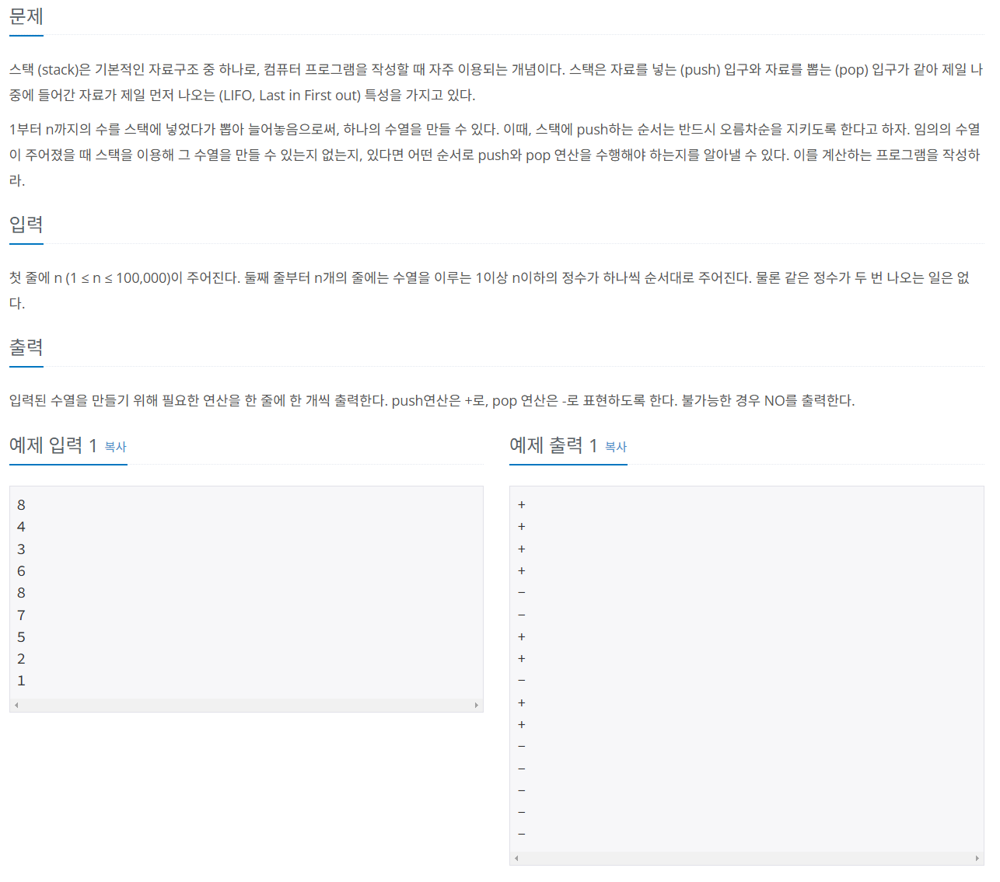 문제
스택 (stack)은 기본적인 자료구조 중 하나로, 컴퓨터 프로그램을 작성할 때 자주 이용되는 개념이다. 스택은 자료를 넣는 (push) 입구와 자료를 뽑는 (pop) 입구가 같아 제일 나
중에 들어간 자료가 제일 먼저 나오는 (LIFO, Last in First out) 특성을 가지고 있다.
1부터 n까지의 수를 스택에 넣었다가 뽑아 늘어놓음으로써, 하나의 수열을 만들 수 있다. 이때, 스택에 push하는 순서는 반드시 오름차순을 지키도록 한다고 하자. 임의의 수열
이 주어졌을 때 스택을 이용해 그 수열을 만들 수 있는지 없는지, 있다면 어떤 순서로 push와 pop 연산을 수행해야 하는지를 알아낼 수 있다. 이를 계산하는 프로그램을 작성하
라.
입력
첫 줄에 n (1 ≤ n ≤ 100,000)이 주어진다. 둘째 줄부터 n개의 줄에는 수열을 이루는 1이상 n이하의 정수가 하나씩 순서대로 주어진다. 물론 같은 정수가 두 번 나오는 일은 없
다.
출력
입력된 수열을 만들기 위해 필요한 연산을 한 줄에 한 개씩 출력한다. push연산은 +로, pop 연산은 -로 표현하도록 한다. 불가능한 경우 NO를 출력한다.
예제 입력 1 복사
8
4
3
6
8
7
5
2
1
예제 출력 1 복사
+
+
+
+
-
-
+
+
-
+
+
-
-
-
-
-